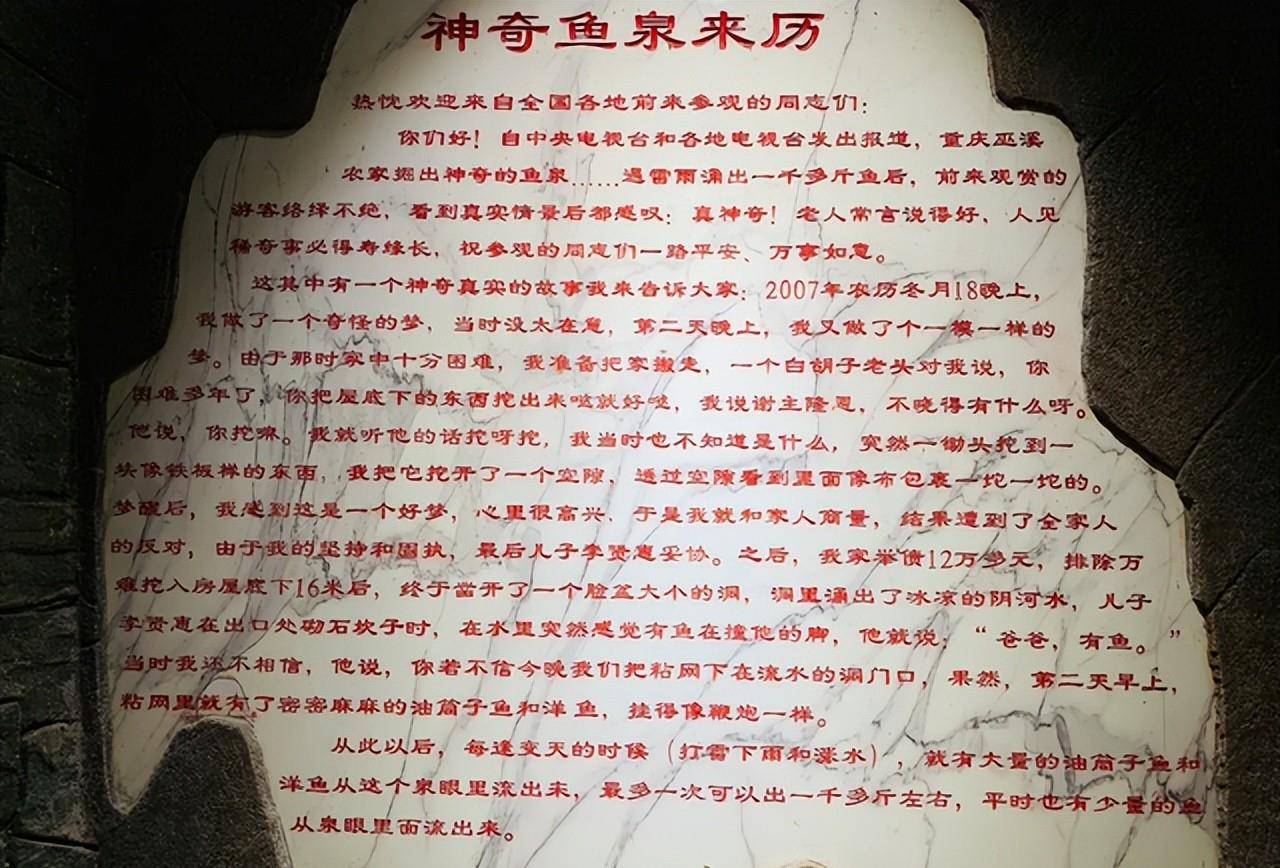 神奇鱼泉来历
热忱欢迎来自全国各地前来参观的同志们：
你们好！自中央电视台和各地电视台发出报道，重庆巫溪
农家掘出神奇的鱼泉……遇雷雨涌出一千多斤鱼后，前来观赏的
游客络绎不绝，看到真实情景后都感叹：真神奇！老人常言说得好、人见
稀奇事必得寿缘长，祝参观的同志们一路平安、万事如意。
这其中有一个神奇真实的故事我来告诉大家：2007年农历冬月18晚上，
我做了一个奇怪的梦，当时没太在意，第二天晚上，我又做了个一模一样的
梦。由于那时家中十分困难，我准备把家搬走，一个白胡子老头对我说，你
困难多年了，你把屋底下的东西挖出来哒就好哒，我说谢主隆恩，不晓得有什么呀。
他说，你挖嘛。我就听他的话挖呀挖，我当时也不知道是什么，突然一锄头挖到一
块像铁板样的东西，我把它挖开了一个空隙，透过空隙看到里面像布包裹一坨一坨的。
梦醒后，我感到这是一个好梦，心里很高兴、于是我就和家人商量，结果遭到了全家人
的反对，由于我的坚持和固执，最后儿子李贤惠妥协。之后，我家举债12万多元，排除万
难挖入房屋底下16米后，终于凿开了一个脸盆大小的洞，洞里涌出了冰凉的阴河水，儿子
李贤惠在出口处砌石坎子时，在水里突然感觉有鱼在撞他的脚，他就说：“爸爸，有鱼。”
当时我还不相信，他说，你若不信今晚我们把粘网下在流水的洞门口，果然，第二天早上，
粘网里就有了密密麻麻的油筒子鱼和洋鱼，挂得像鞭炮一样。
从此以后，每逢变天的时候（打雷下雨和涨水），就有大量的油筒子鱼和
洋鱼从这个泉眼里流出来，最多一次可以出一千多斤左右，平时也有少量的鱼
从泉眼里面流出来。